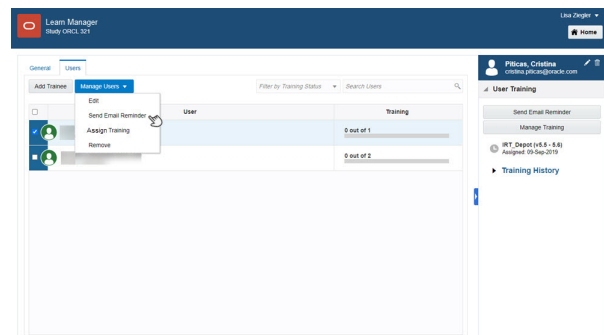 Lisa Ziegler
Learn Manager
Study ORCL 321
Home
General Users
Add Trainee Manage Users Filter by Training Status Search Users
Edit
Send Email Reminder
Assign Training
Remove
User Training
0 out of 1
0 out of 2
Piticas, Cristina
cristina.piticas@oracle.com
User Training
Send Email Reminder
Manage Training
iRT_Depot (v5.5 - 5.6)
Assigned: 09-Sep-2019
Training History